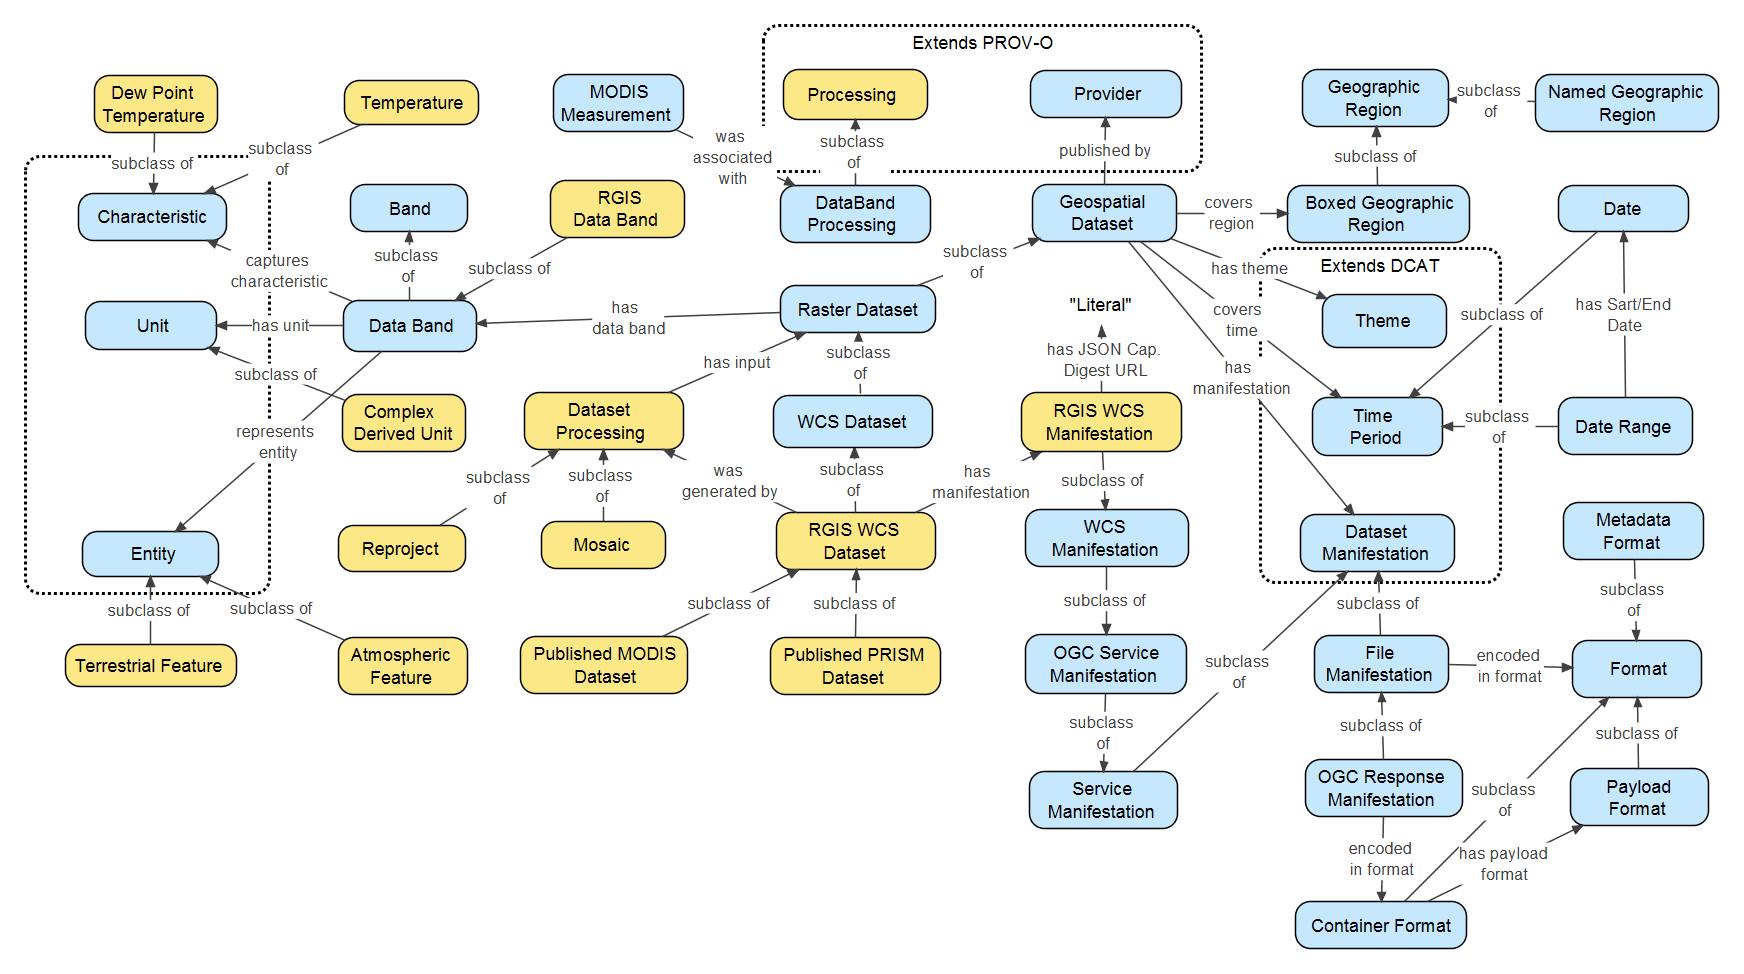 Extends PROV-O
Dew Point
Temperature
Temperature
MODIS
Measurement
Processing
Provider
Geographic
Region
subclass
of
Named Geographic
Region
subclass of
subclass
of
was
associated
with
subclass
of
published by
subclass of
Characteristic
Band
RGIS
Data Band
DataBand
Processing
Geospatial
Dataset
covers
region
Boxed Geographic
Region
Date
captures
characteristic
subclass
of
subclass of
subclass
of
has theme
Extends DCAT
Unit
has unit
Data Band
has
data band
Raster Dataset
"Literal"
covers
time
Theme
subclass of
has Sart/End
Date
subclass of
has input
subclass
of
has JSON Cap.
Digest URL
has
manifestation
Complex
Derived Unit
Dataset
Processing
WCS Dataset
RGIS WCS
Manifestation
Time
Period
subclass
of
Date Range
represents
entity
subclass
of
subclass
of
was
generated by
subclass
of
has
manifestation
subclass of
Entity
Reproject
Mosaic
RGIS WCS
Dataset
WCS
Manifestation
Dataset
Manifestation
Metadata
Format
subclass of
subclass of
subclass of
subclass of
subclass of
subclass of
subclass
of
Terrestrial Feature
Atmospheric
Feature
Published MODIS
Dataset
Published PRISM
Dataset
OGC Service
Manifestation
subclass
of
File
Manifestation
encoded
in format
Format
subclass
of
subclass of
subclass of
Service
Manifestation
OGC Response
Manifestation
subclass
of
Payload
Format
encoded
in format
has payload
format
Container Format